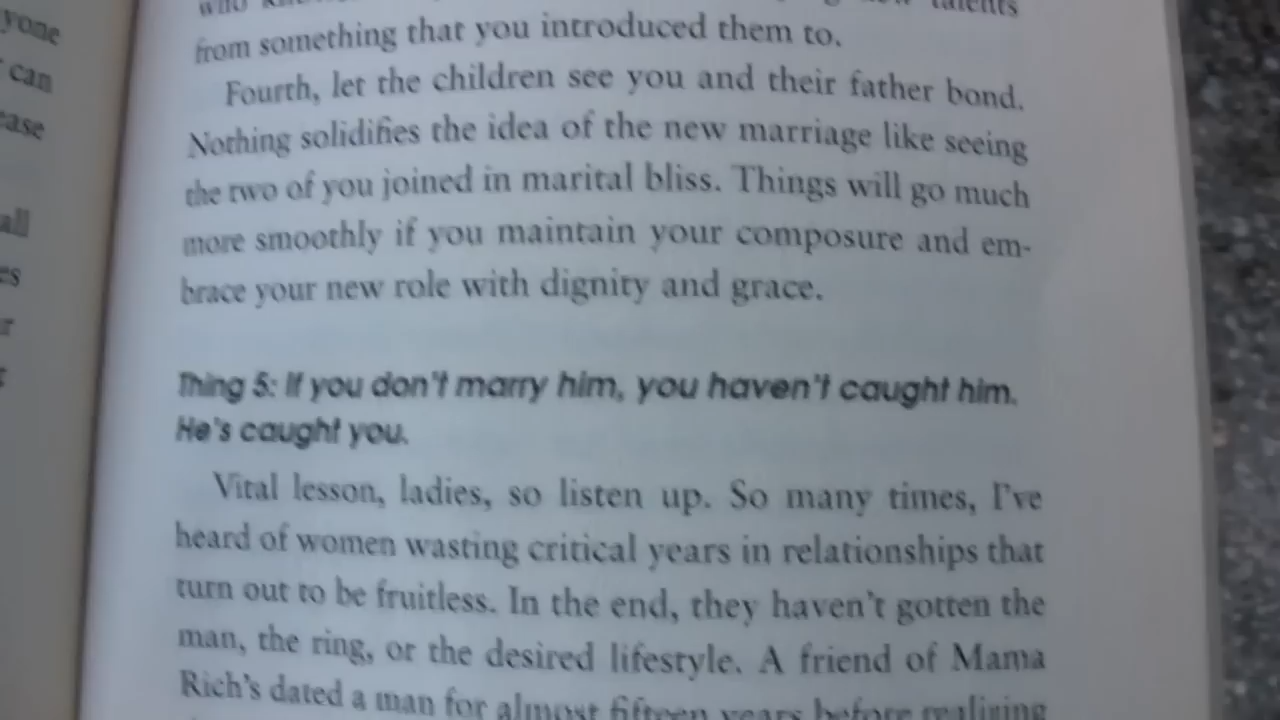 yone
can
ease
all
es
r
talents
from something that you introduced them to.
Fourth, let the children see you and their father bond.
Nothing solidifies the idea of the new marriage like seeing
the two of you joined in marital bliss. Things will go much
more smoothly if you maintain your composure and em-
brace your new role with dignity and grace.
Thing 5: If you don't marry him, you haven't caught him.
He's caught you.
Vital lesson, ladies, so listen up. So many times, I've
heard of women wasting critical years in relationships that
turn out to be fruitless. In the end, they haven't gotten the
man, the ring, or the desired lifestyle. A friend of Mama
Rich's dated a man for almost fifteen years before realizing